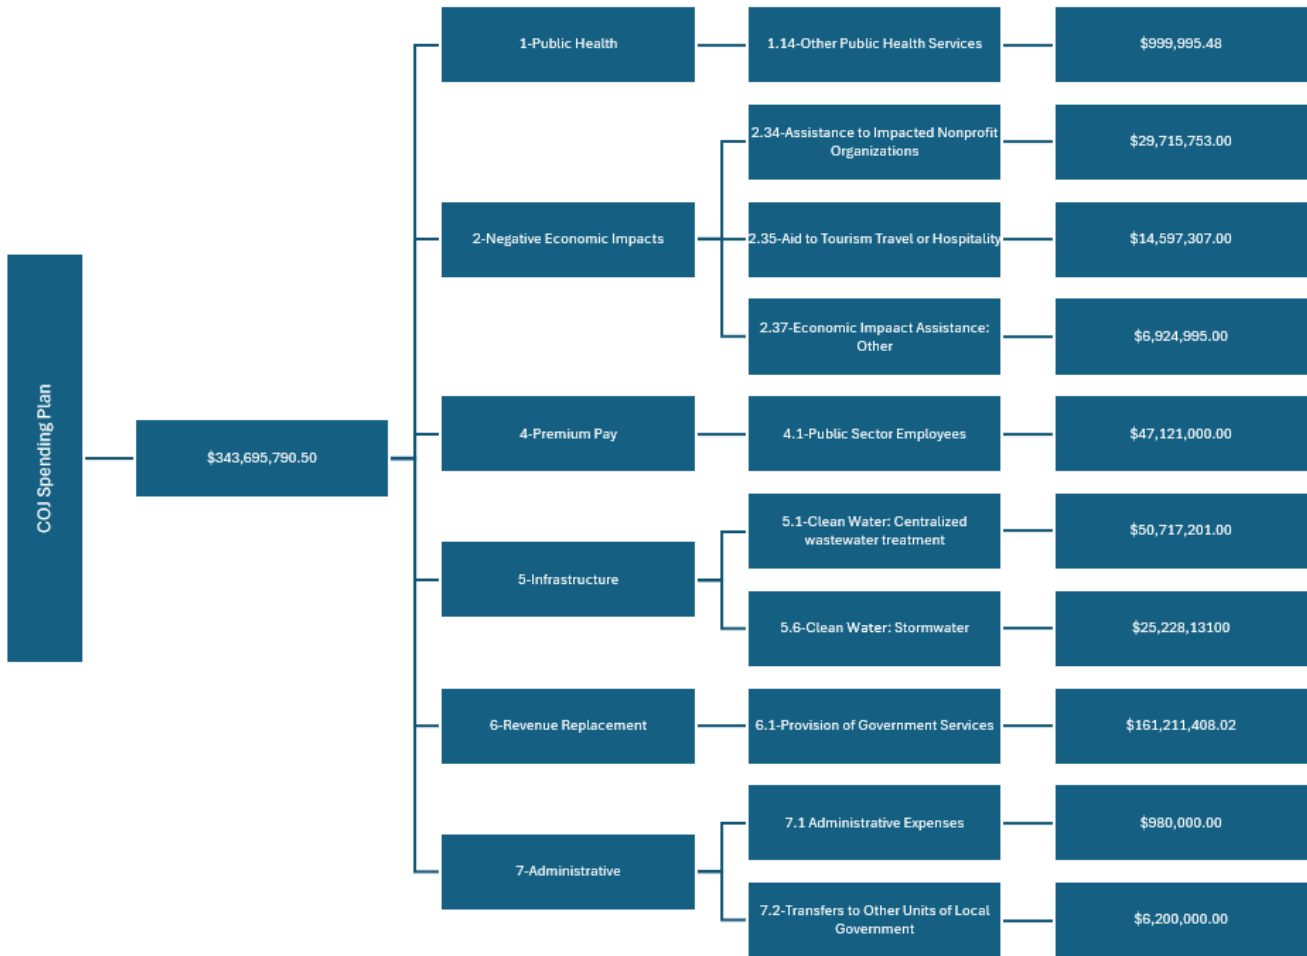 COJ Spending Plan
$343,695,790.50
1-Public Health
1.14-Other Public Health Services
$999,995.48
2-Negative Economic Impacts
2.34-Assistance to Impacted Nonprofit
Organizations
$29,715,753.00
2.35-Aid to Tourism Travel or Hospitality
$14,597,307.00
2.37-Economic Impaact Assistance:
Other
$6,924,995.00
4-Premium Pay
4.1-Public Sector Employees
$47,121,000.00
5-Infrastructure
5.1-Clean Water: Centralized
wastewater treatment
$50,717,201.00
5.6-Clean Water: Stormwater
$25,228,13100
6-Revenue Replacement
6.1-Provision of Government Services
$161,211,408.02
7-Administrative
7.1 Administrative Expenses
$980,000.00
7.2-Transfers to Other Units of Local
Government
$6,200,000.00